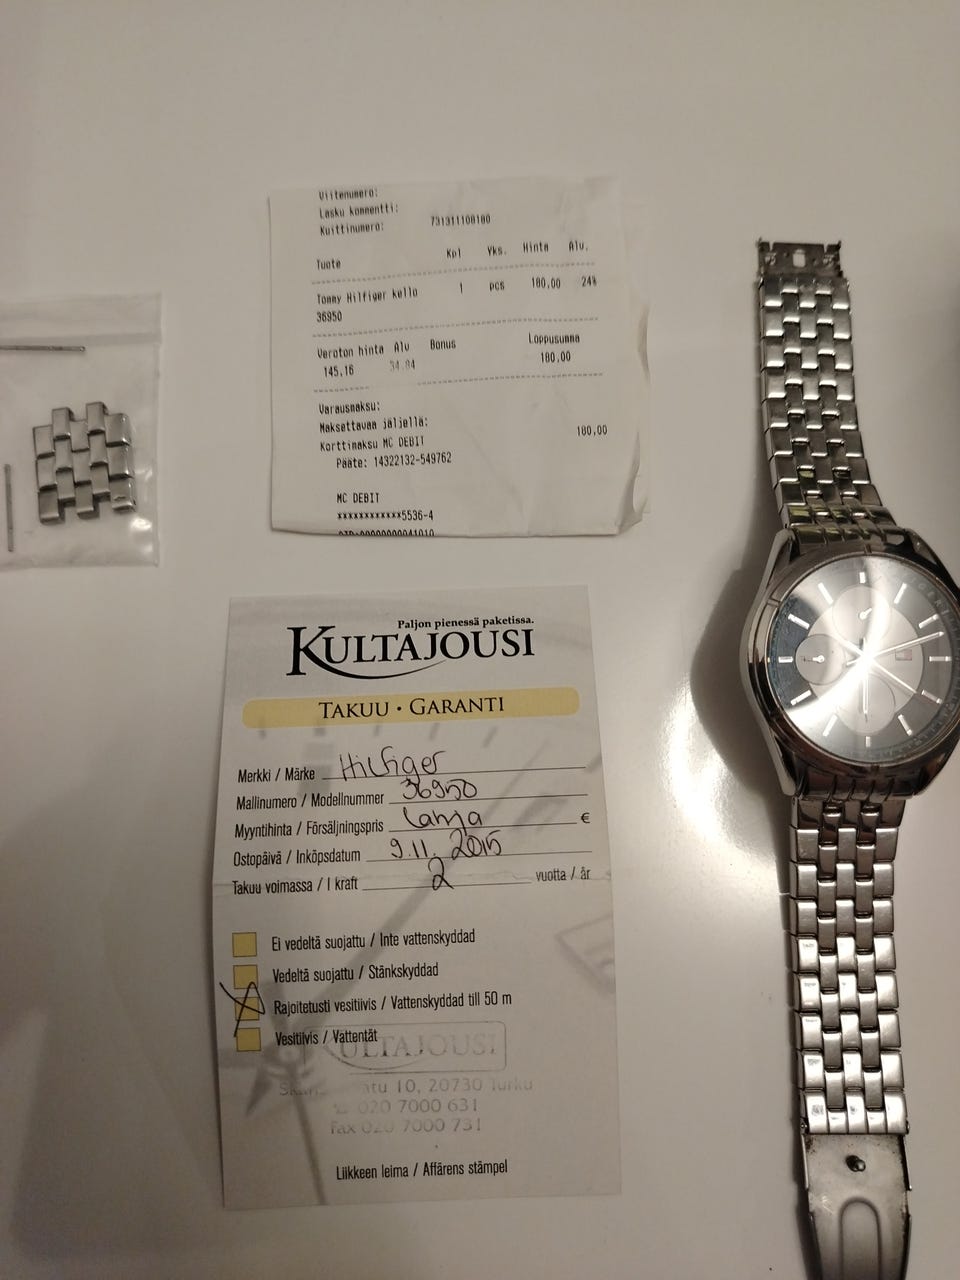 Viitenumero:
Lasku kommentti:
Kuittinumero: 731311108180
Tuote Kpl Yks. Hinta Alv.
Tommy Hilfiger kello 1 pcs 180,00 24%
36950
Veroton hinta Alv Bonus Loppusumma
145,16 34.84 180,00
Varausmaksu:
Maksettavaa jäljellä: 180,00
Korttimaksu MC DEBIT
Pääte: 14322132-549762
MC DEBIT
************5536-4
Paljon pienessä paketissa.
KULTAJOUSI
TAKUU • GARANTI
Merkki / Märke Hilfiger
Mallinumero / Modellnummer 36950
Myyntihinta / Försäljningspris Lahja €
Ostopäivä / Inköpsdatum 9.11. 2015
Takuu voimassa / I kraft 2 vuotta / år
Ei vedeltä suojattu / Inte vattenskyddad
Vedeltä suojattu / Stänkskyddad
Rajoitetusti vesitiivis / Vattenskyddad till 50 m
Vesitiivis / Vattentät
KULTAJOUSI
10, 20730 Turku
020 7000 631
Fax 020 7000 731
Liikkeen leima / Affärens stämpel